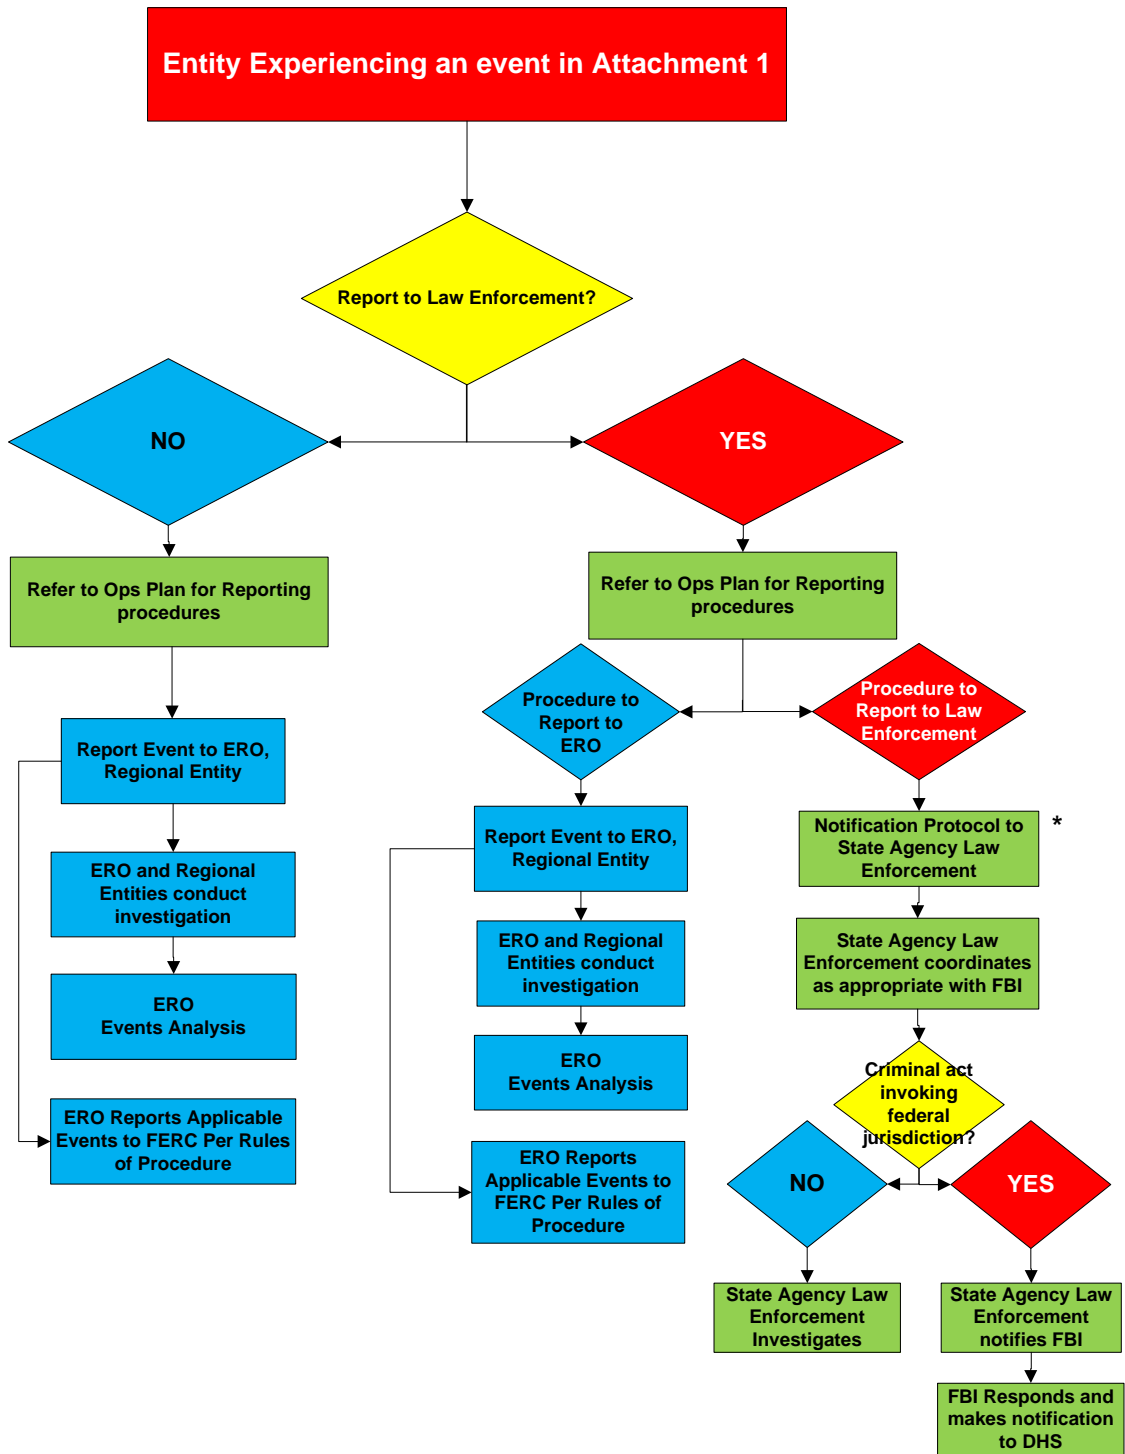 Entity Experiencing an event in Attachment 1
Report to Law Enforcement?
NO
YES
Refer to Ops Plan for Reporting
procedures
Refer to Ops Plan for Reporting
procedures
Report Event to ERO,
Regional Entity
ERO and Regional
Entities conduct
investigation
ERO
Events Analysis
ERO Reports Applicable
Events to FERC Per Rules
of Procedure
Procedure to
Report to
ERO
Report Event to ERO,
Regional Entity
ERO and Regional
Entities conduct
investigation
ERO
Events Analysis
ERO Reports
Applicable Events to
FERC Per Rules of
Procedure
Procedure to
Report to Law
Enforcement
Notification Protocol to
State Agency Law
Enforcement
*
State Agency Law
Enforcement coordinates
as appropriate with FBI
Criminal act
invoking
federal
jurisdiction?
NO
YES
State Agency Law
Enforcement
Investigates
State Agency Law
Enforcement
notifies FBI
FBI Responds and
makes notification
to DHS